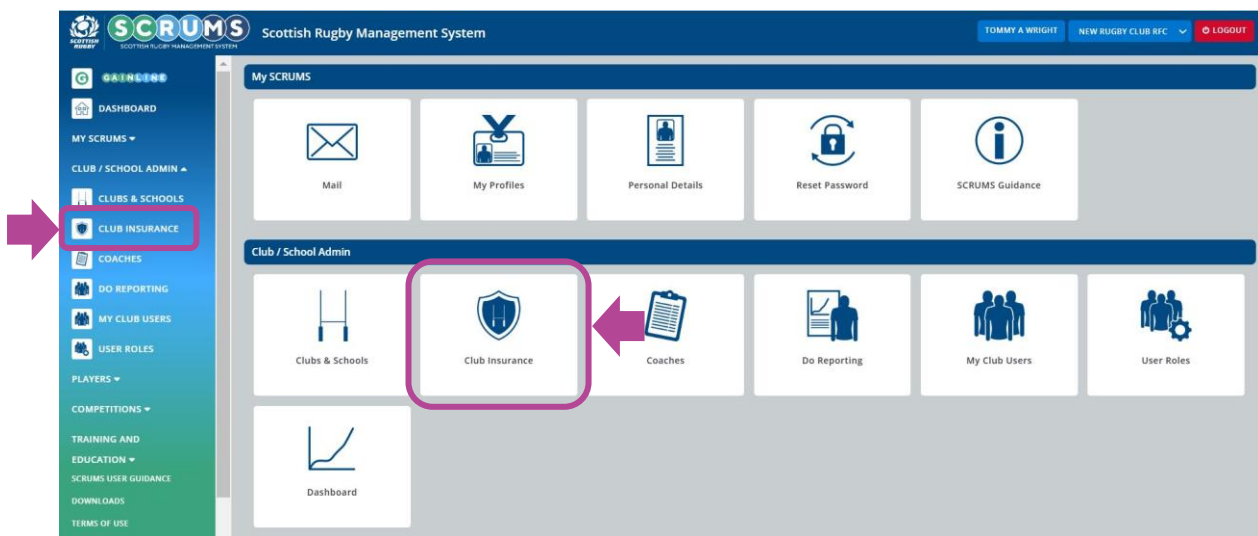 SCOTTISH
RUGBY
SCRUMS
SCOTTISH RUGBY MANAGEMENT SYSTEM
Scottish Rugby Management System
TOMMY A WRIGHT
NEW RUGBY CLUB RFC
LOGOUT
G GAINLINE
DASHBOARD
MY SCRUMS
CLUB / SCHOOL ADMIN
CLUBS & SCHOOLS
CLUB INSURANCE
COACHES
DO REPORTING
MY CLUB USERS
USER ROLES
PLAYERS
COMPETITIONS
TRAINING AND
EDUCATION
SCRUMS USER GUIDANCE
DOWNLOADS
TERMS OF USE
My SCRUMS
Mail
My Profiles
Personal Details
Reset Password
SCRUMS Guidance
Club / School Admin
Clubs & Schools
Club Insurance
Coaches
Do Reporting
My Club Users
User Roles
Dashboard